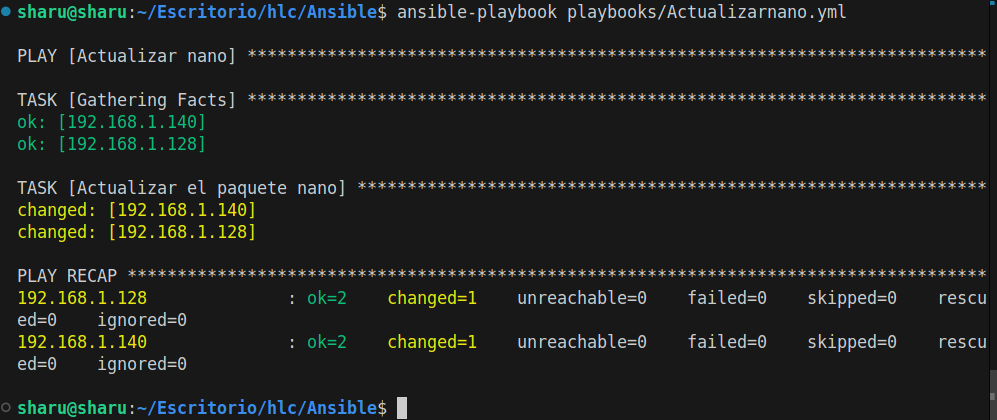 sharu@sharu:~/Escritorio/hlc/Ansible$ ansible-playbook playbooks/Actualizarnano.yml
PLAY [Actualizar nano] **************************************************************************
TASK [Gathering Facts] **************************************************************************
ok: [192.168.1.140]
ok: [192.168.1.128]
TASK [Actualizar el paquete nano] ***************************************************************
changed: [192.168.1.140]
changed: [192.168.1.128]
PLAY RECAP **************************************************************************************
192.168.1.128              : ok=2    changed=1    unreachable=0    failed=0    skipped=0    rescu
ed=0    ignored=0
192.168.1.140              : ok=2    changed=1    unreachable=0    failed=0    skipped=0    rescu
ed=0    ignored=0
sharu@sharu:~/Escritorio/hlc/Ansible$